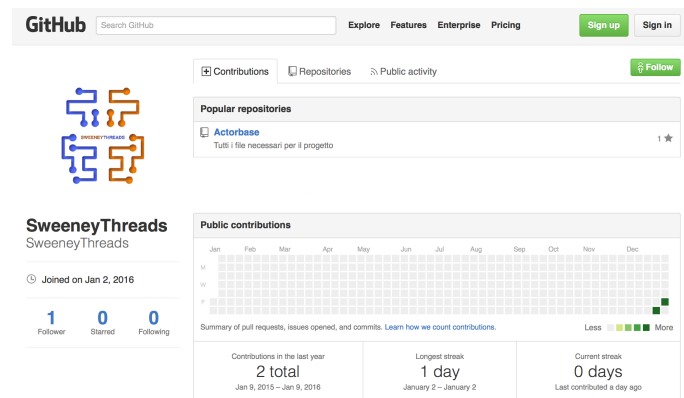 GitHub Search GitHub Explore Features Enterprise Pricing Sign up Sign in
Contributions Repositories Public activity Follow
SWEENEYTHREADS
Popular repositories
Actorbase
Tutti i file necessari per il progetto
1
SweeneyThreads
SweeneyThreads
Joined on Jan 2, 2016
1 0 0
Follower Starred Following
Public contributions
Jan Feb Mar Apr May Jun Jul Aug Sep Oct Nov Dec
M
W
F
Summary of pull requests, issues opened, and commits. Learn how we count contributions. Less More
Contributions in the last year
2 total
Jan 9, 2015 – Jan 9, 2016
Longest streak
1 day
January 2 – January 2
Current streak
0 days
Last contributed a day ago